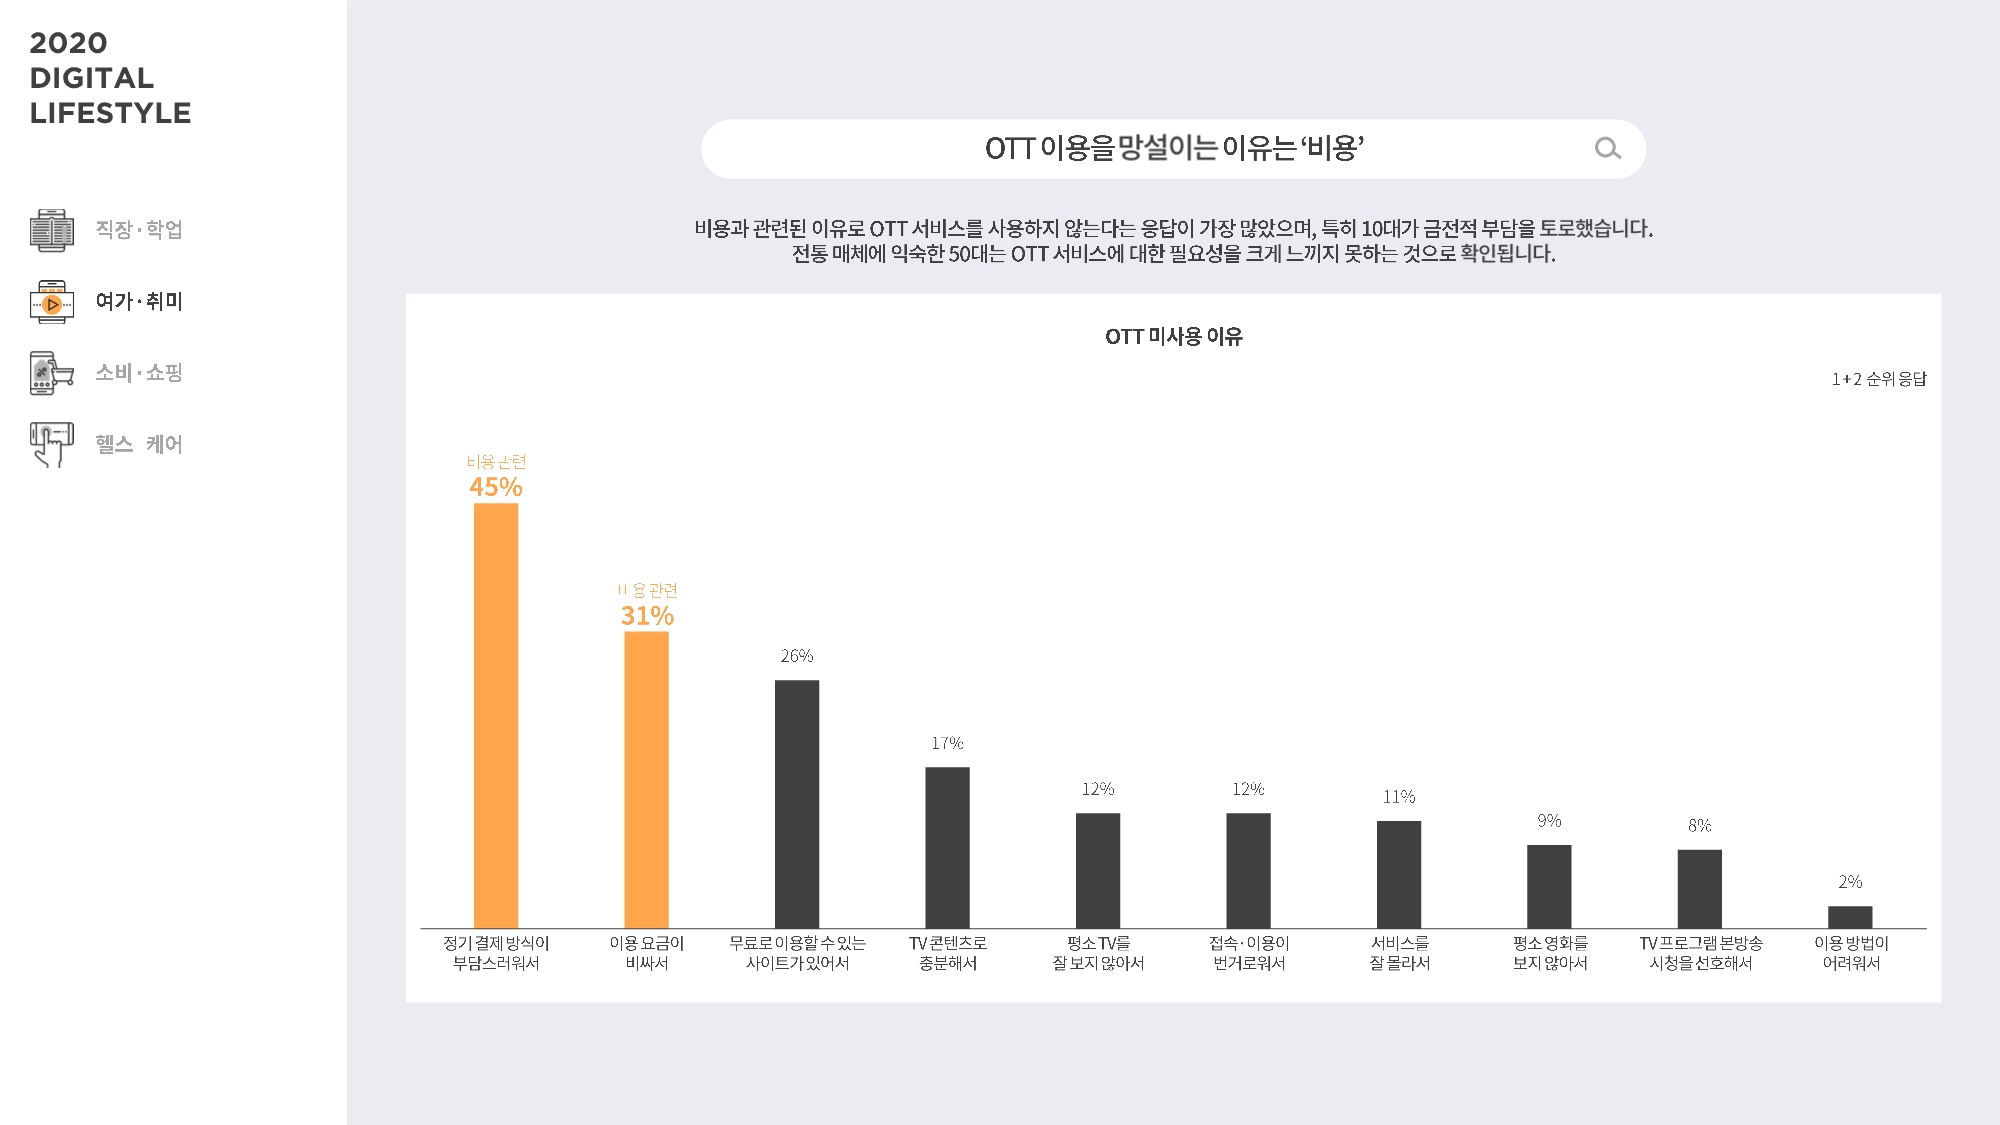 2020
DIGITAL
LIFESTYLE
직장·학업
여가·취미
소비·쇼핑
헬스 케어
OTT 이용을 망설이는 이유는 ‘비용’
비용과 관련된 이유로 OTT 서비스를 사용하지 않는다는 응답이 가장 많았으며, 특히 10대가 금전적 부담을 토로했습니다.
전통 매체에 익숙한 50대는 OTT 서비스에 대한 필요성을 크게 느끼지 못하는 것으로 확인됩니다.
OTT 미사용 이유
1+2 순위 응답
비용 관련
45%
비용 관련
31%
26%
17%
12%
12%
11%
9%
8%
2%
정기 결제 방식이
부담스러워서
이용 요금이
비싸서
무료로 이용할 수 있는
사이트가 있어서
TV 콘텐츠로
충분해서
평소 TV를
잘 보지 않아서
접속·이용이
번거로워서
서비스를
잘 몰라서
평소 영화를
보지 않아서
TV 프로그램 본방송
시청을 선호해서
이용 방법이
어려워서